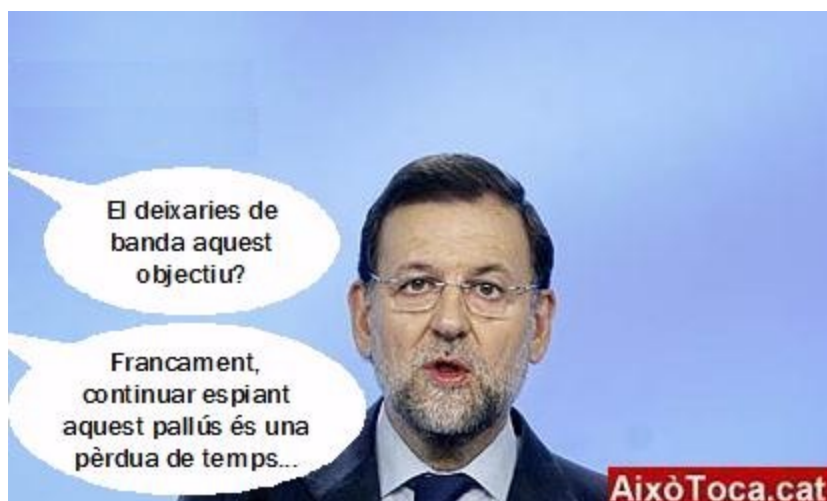 El deixaries de
banda aquest
objectiu?
Francament,
continuar espiant
aquest pallús és una
pèrdua de temps...
AixòToca.cat